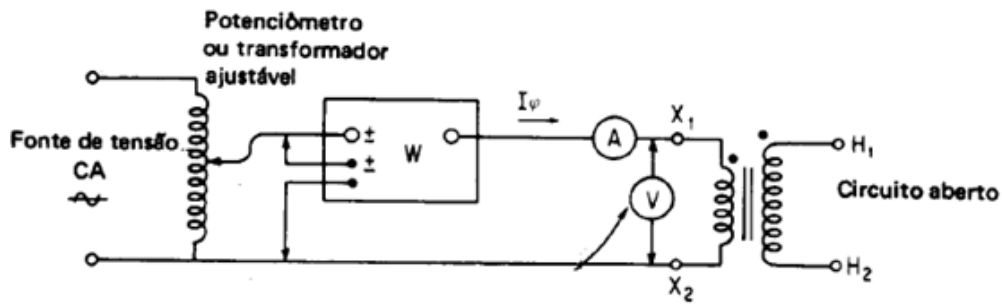 Potenciômetro
ou transformador
ajustável
Fonte de tensão
CA
±
±
W
Iφ
A
V
X₁
X₂
H₁
H₂
Circuito aberto